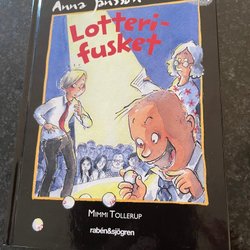 Anna Jansson
Lotteri-
fusket
MIMMI TOLLERUP
rabén&sjögren